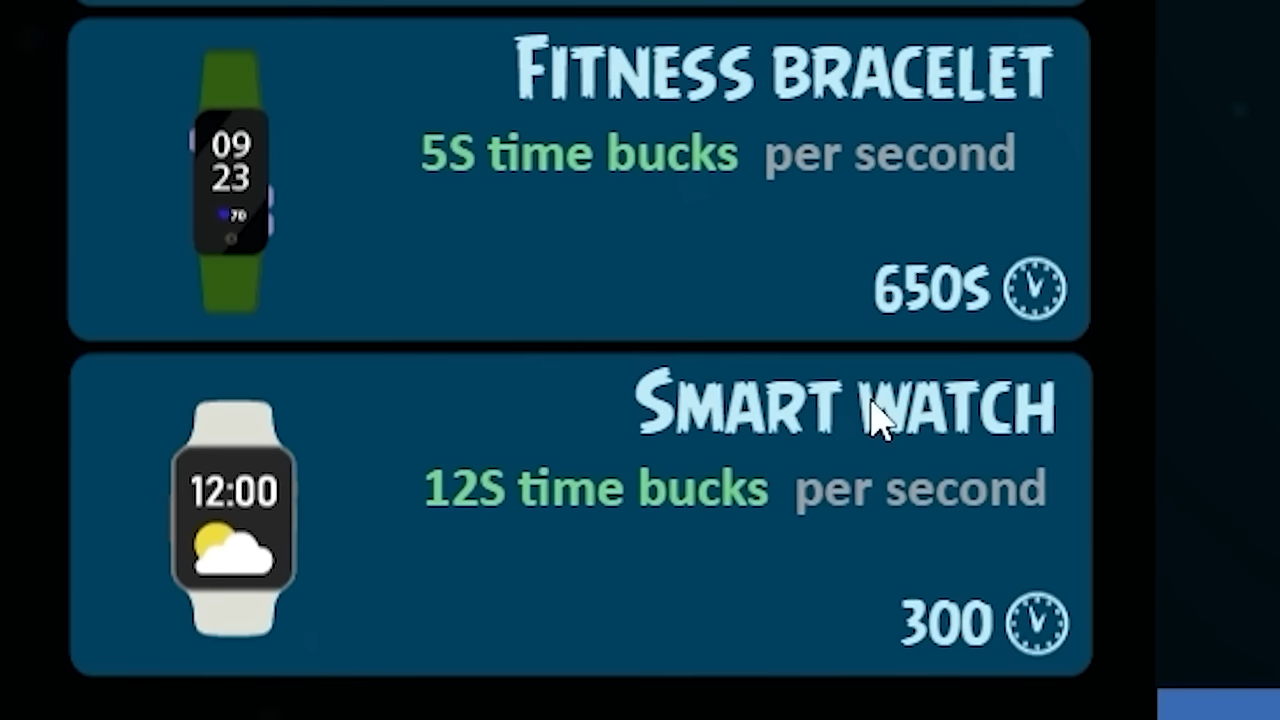 Fitness bracelet
09
23
70
5S time bucks per second
650S
Smart watch
12:00
12S time bucks per second
300